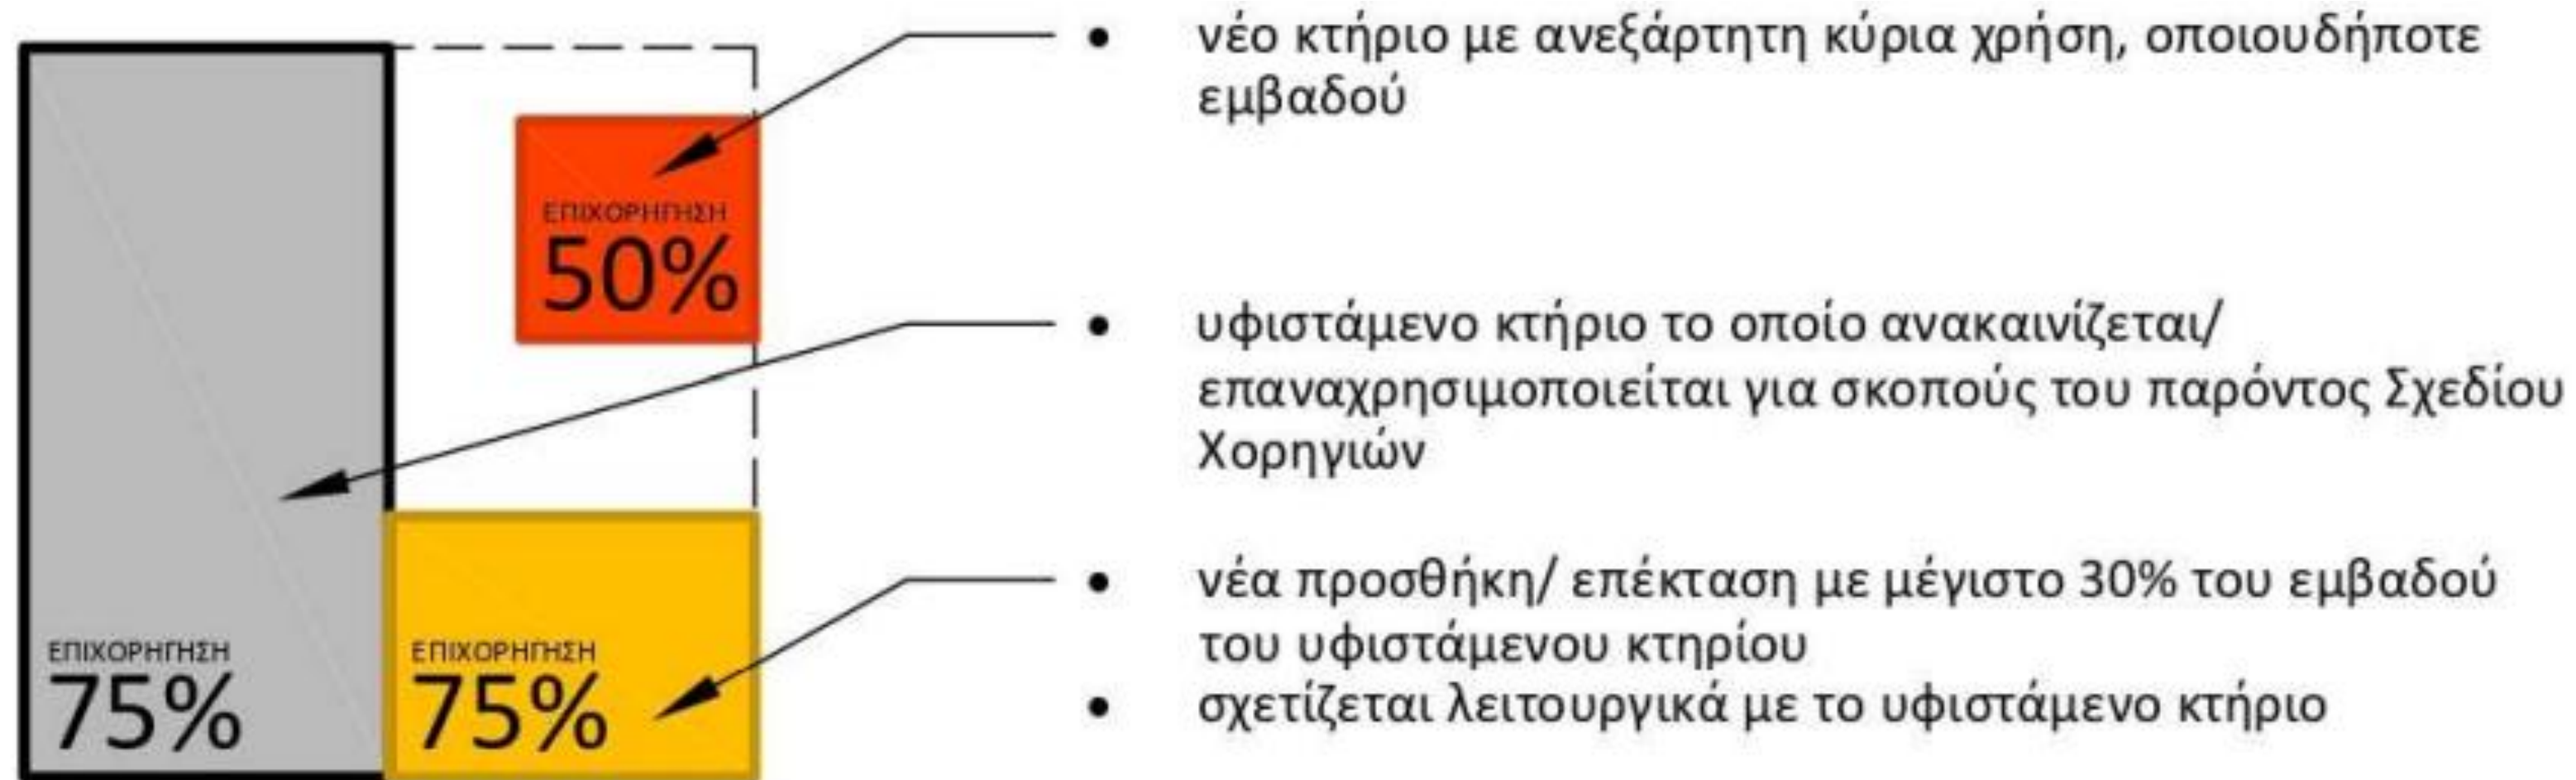 • νέο κτήριο με ανεξάρτητη κύρια χρήση, οποιουδήποτε
εμβαδού
ΕΠΙΧΟΡΗΓΗΣΗ
50%
• υφιστάμενο κτήριο το οποίο ανακαινίζεται/
επαναχρησιμοποιείται για σκοπούς του παρόντος Σχεδίου
Χορηγιών
• νέα προσθήκη/ επέκταση με μέγιστο 30% του εμβαδού
του υφιστάμενου κτηρίου
• σχετίζεται λειτουργικά με το υφιστάμενο κτήριο
ΕΠΙΧΟΡΗΓΗΣΗ
75%
ΕΠΙΧΟΡΗΓΗΣΗ
75%